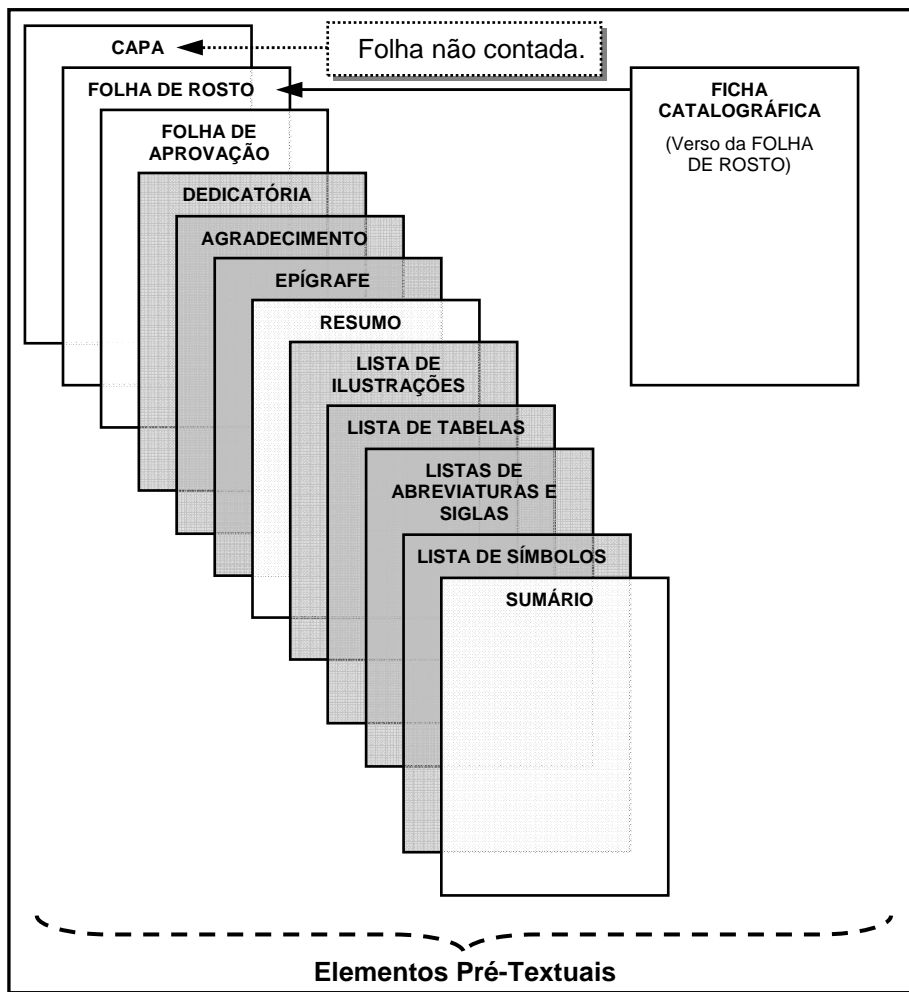 CAPA
Folha não contada.
FOLHA DE ROSTO
FICHA
CATALOGRÁFICA
(Verso da FOLHA
DE ROSTO)
FOLHA DE
APROVAÇÃO
DEDICATÓRIA
AGRADECIMENTO
EPÍGRAFE
RESUMO
LISTA DE
ILUSTRAÇÕES
LISTA DE TABELAS
LISTAS DE
ABREVIATURAS E
SIGLAS
LISTA DE SÍMBOLOS
SUMÁRIO
Elementos Pré-Textuais